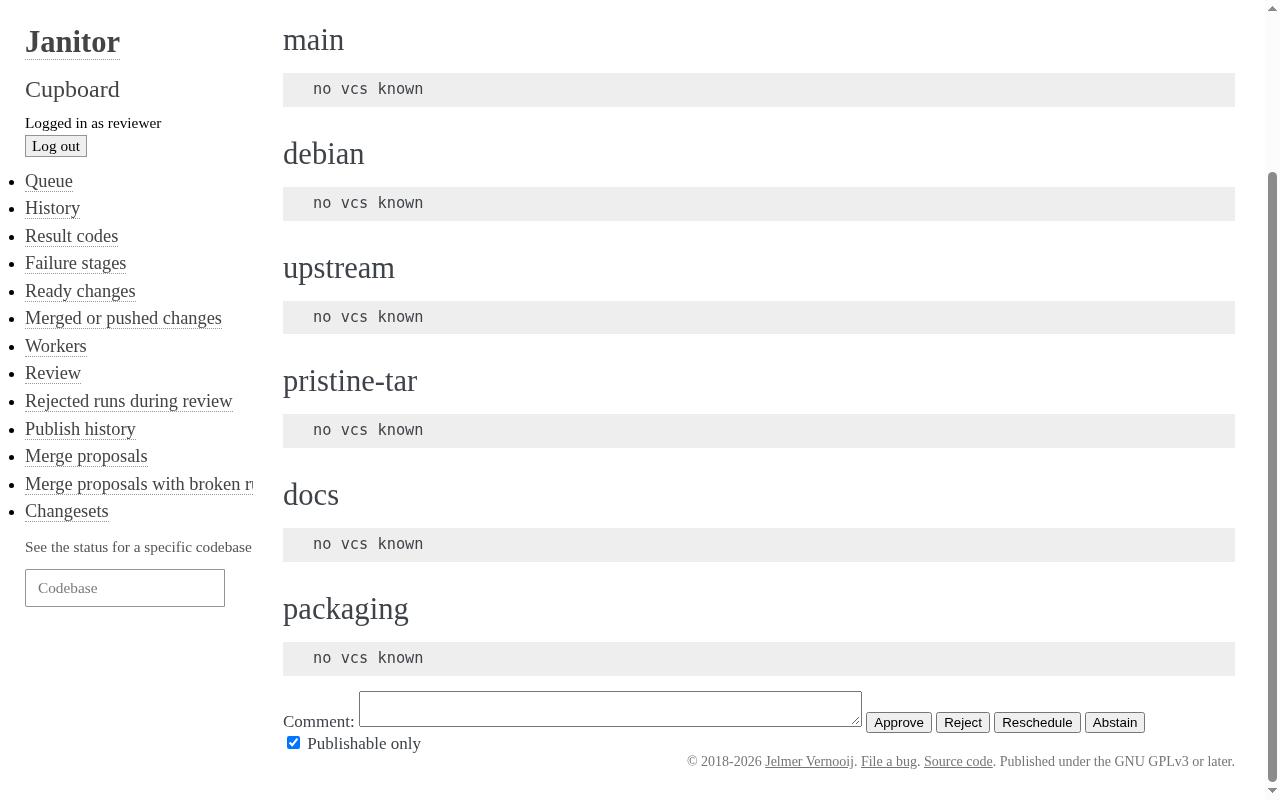 Janitor
Cupboard
Logged in as reviewer
Log out
Queue
History
Result codes
Failure stages
Ready changes
Merged or pushed changes
Workers
Review
Rejected runs during review
Publish history
Merge proposals
Merge proposals with broken
Changesets
See the status for a specific codebase
Codebase
main
no vcs known
debian
no vcs known
upstream
no vcs known
pristine-tar
no vcs known
docs
no vcs known
packaging
no vcs known
Comment: Approve Reject Reschedule Abstain
Publishable only
© 2018-2026 Jelmer Vernooij. File a bug. Source code. Published under the GNU GPLv3 or later.